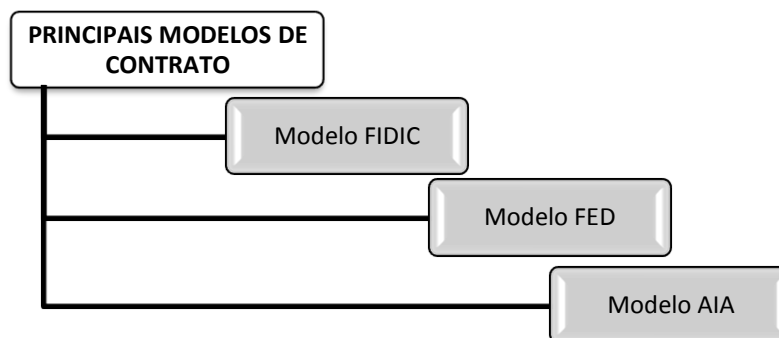 PRINCIPAIS MODELOS DE
CONTRATO
Modelo FIDIC
Modelo FED
Modelo AIA